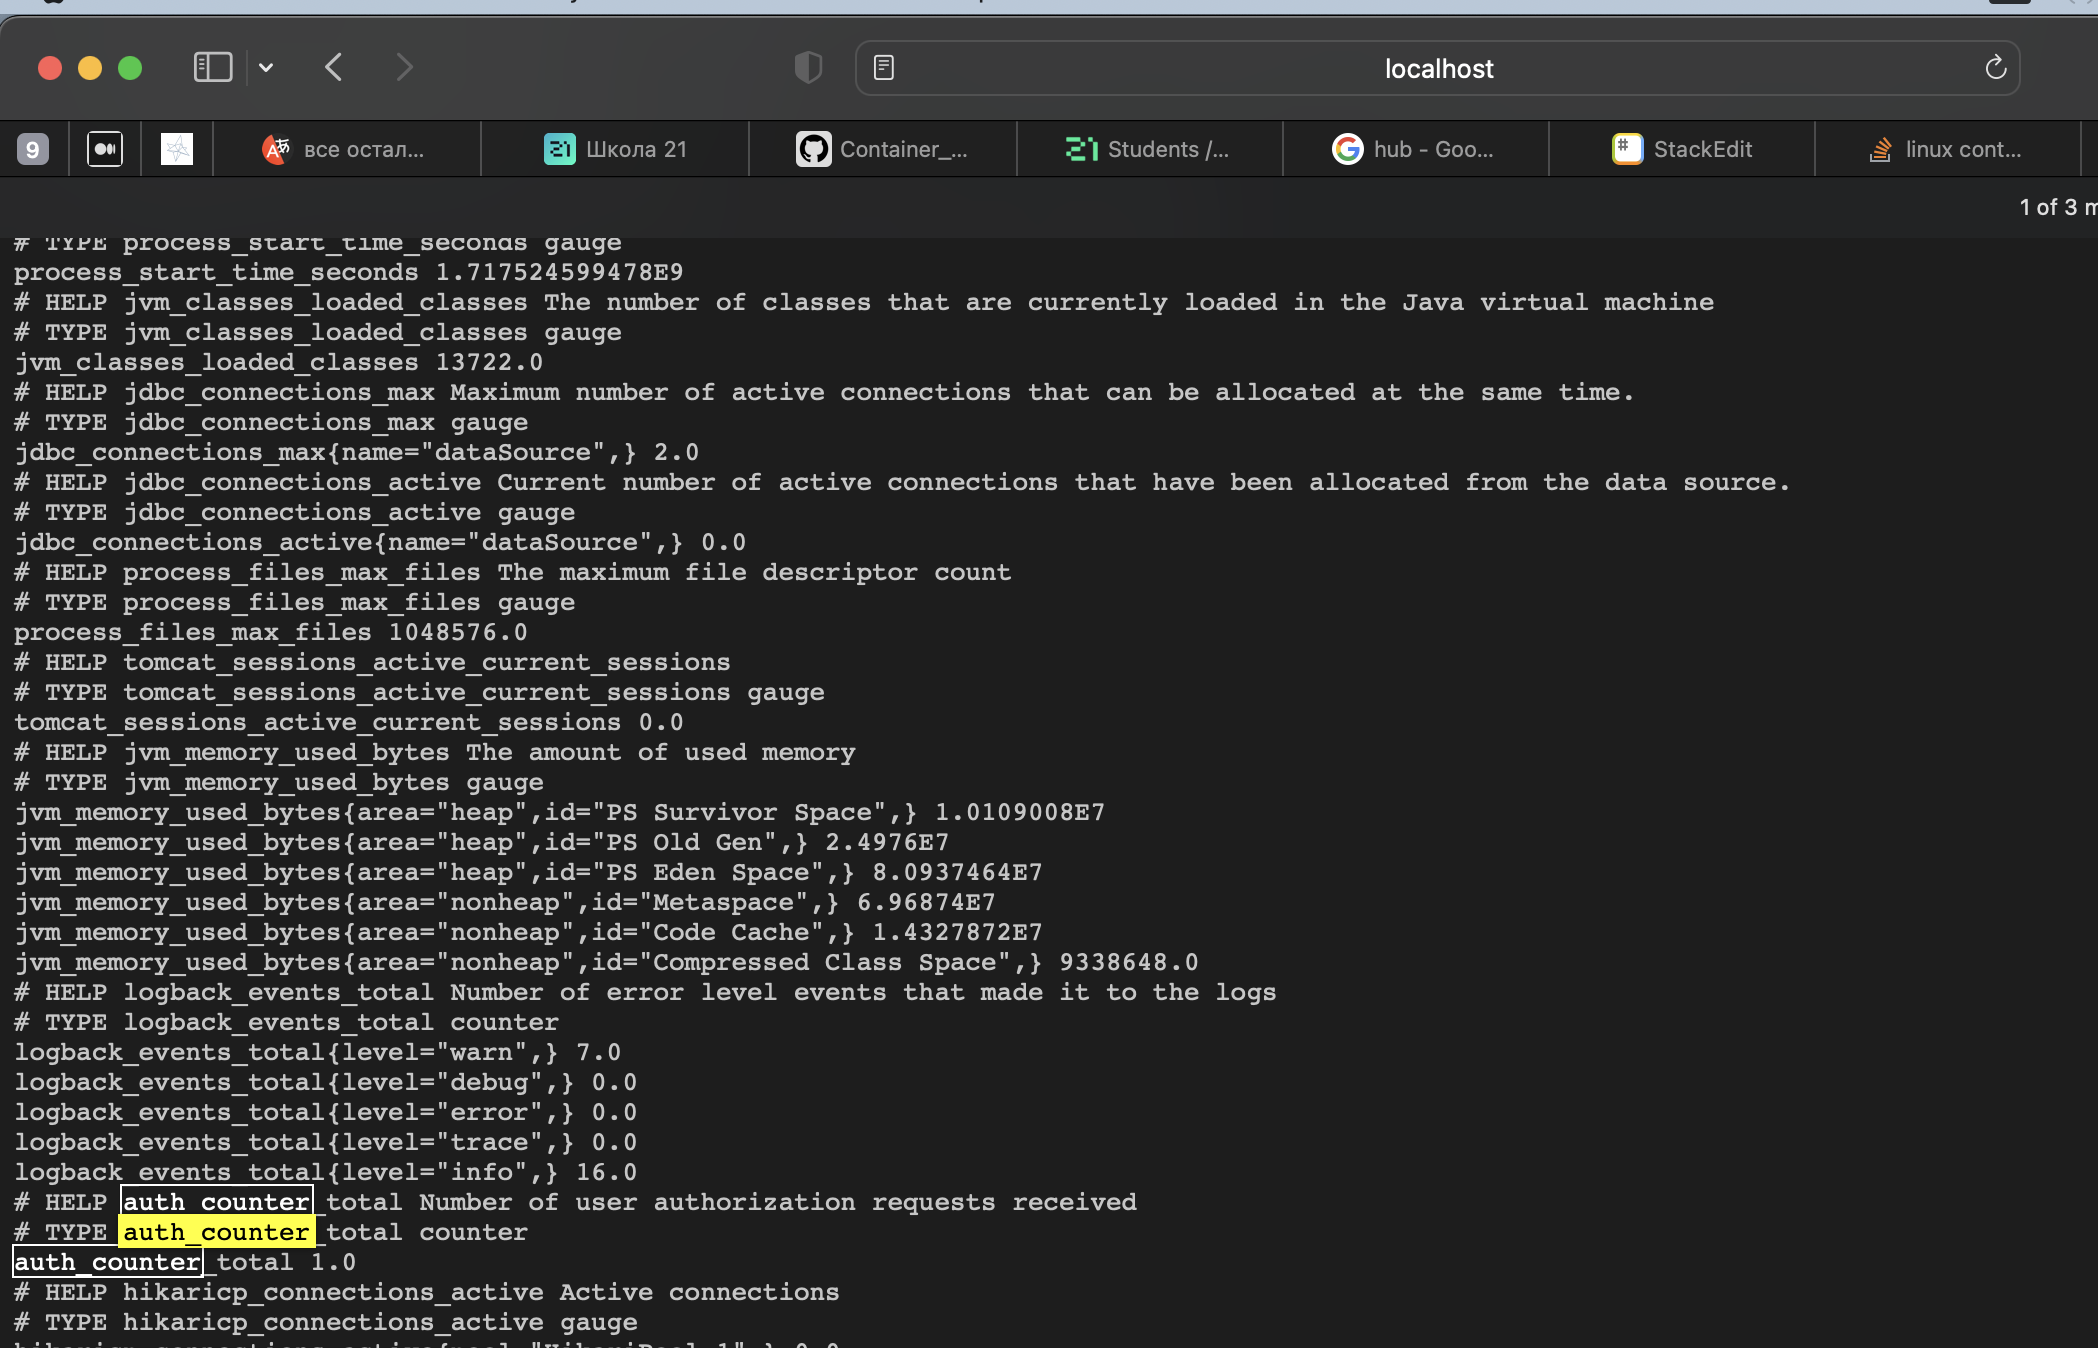 localhost
9
все остал...
Школа 21
Container_...
Students /...
hub - Goo...
StackEdit
linux cont...
1 of 3 m
# TYPE process_start_time_seconds gauge
process_start_time_seconds 1.717524599478E9
# HELP jvm_classes_loaded_classes The number of classes that are currently loaded in the Java virtual machine
# TYPE jvm_classes_loaded_classes gauge
jvm_classes_loaded_classes 13722.0
# HELP jdbc_connections_max Maximum number of active connections that can be allocated at the same time.
# TYPE jdbc_connections_max gauge
jdbc_connections_max{name="dataSource",} 2.0
# HELP jdbc_connections_active Current number of active connections that have been allocated from the data source.
# TYPE jdbc_connections_active gauge
jdbc_connections_active{name="dataSource",} 0.0
# HELP process_files_max_files The maximum file descriptor count
# TYPE process_files_max_files gauge
process_files_max_files 1048576.0
# HELP tomcat_sessions_active_current_sessions
# TYPE tomcat_sessions_active_current_sessions gauge
tomcat_sessions_active_current_sessions 0.0
# HELP jvm_memory_used_bytes The amount of used memory
# TYPE jvm_memory_used_bytes gauge
jvm_memory_used_bytes{area="heap",id="PS Survivor Space",} 1.0109008E7
jvm_memory_used_bytes{area="heap",id="PS Old Gen",} 2.4976E7
jvm_memory_used_bytes{area="heap",id="PS Eden Space",} 8.0937464E7
jvm_memory_used_bytes{area="nonheap",id="Metaspace",} 6.96874E7
jvm_memory_used_bytes{area="nonheap",id="Code Cache",} 1.4327872E7
jvm_memory_used_bytes{area="nonheap",id="Compressed Class Space",} 9338648.0
# HELP logback_events_total Number of error level events that made it to the logs
# TYPE logback_events_total counter
logback_events_total{level="warn",} 7.0
logback_events_total{level="debug",} 0.0
logback_events_total{level="error",} 0.0
logback_events_total{level="trace",} 0.0
logback_events_total{level="info",} 16.0
# HELP auth_counter_total Number of user authorization requests received
# TYPE auth_counter_total counter
auth_counter_total 1.0
# HELP hikaricp_connections_active Active connections
# TYPE hikaricp_connections_active gauge